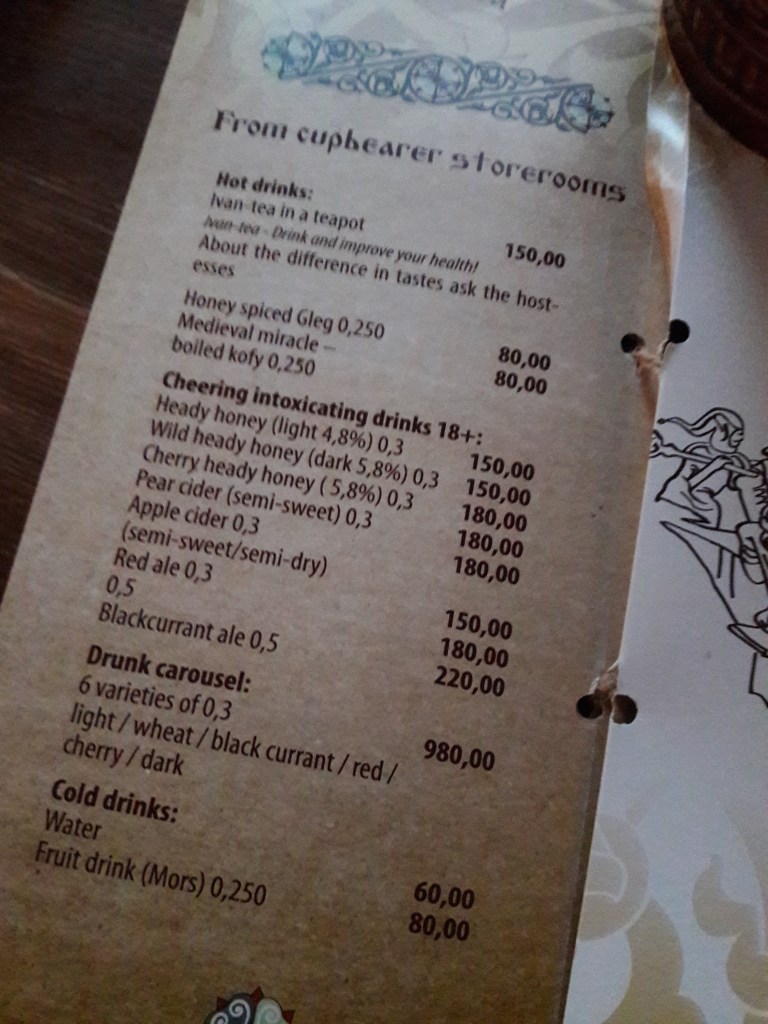 From cupbearer storerooms
Hot drinks:
Ivan-tea in a teapot 150,00
Ivan-tea - Drink and improve your health!
About the difference in tastes ask the host-
esses
Honey spiced Gleg 0,250 80,00
Medieval miracle –
boiled kofy 0,250 80,00
Cheering intoxicating drinks 18+:
Heady honey (light 4,8%) 0,3 150,00
Wild heady honey (dark 5,8%) 0,3 150,00
Cherry heady honey ( 5,8%) 0,3 180,00
Pear cider (semi-sweet) 0,3 180,00
Apple cider 0,3 180,00
(semi-sweet/semi-dry)
Red ale 0,3 150,00
0,5 180,00
Blackcurrant ale 0,5 220,00
Drunk carousel:
6 varieties of 0,3 980,00
light / wheat / black currant / red /
cherry / dark
Cold drinks:
Water 60,00
Fruit drink (Mors) 0,250 80,00